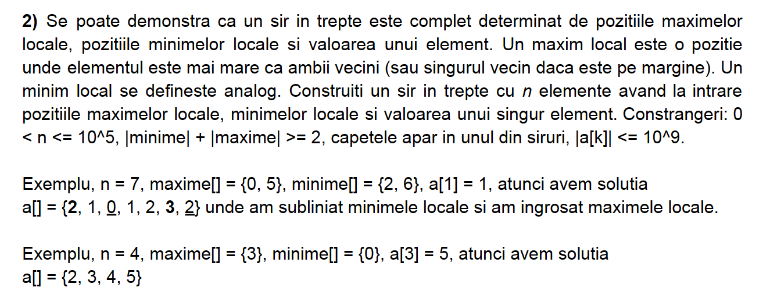 2) Se poate demonstra ca un sir in trepte este complet determinat de pozitiile maximelor
locale, pozitiile minimelor locale si valoarea unui element. Un maxim local este o pozitie
unde elementul este mai mare ca ambii vecini (sau singurul vecin daca este pe margine). Un
minim local se defineste analog. Construiti un sir in trepte cu n elemente avand la intrare
pozitiile maximelor locale, minimelor locale si valoarea unui singur element. Constrangeri: 0
< n <= 10^5, |minime| + |maxime| >= 2, capetele apar in unul din siruri, |a[k]| <= 10^9.
Exemplu, n = 7, maxime[] = {0, 5}, minime[] = {2, 6}, a[1] = 1, atunci avem solutia
a[] = {2, 1, 0, 1, 2, 3, 2} unde am subliniat minimele locale si am ingrosat maximele locale.
Exemplu, n = 4, maxime[] = {3}, minime[] = {0}, a[3] = 5, atunci avem solutia
a[] = {2, 3, 4, 5}